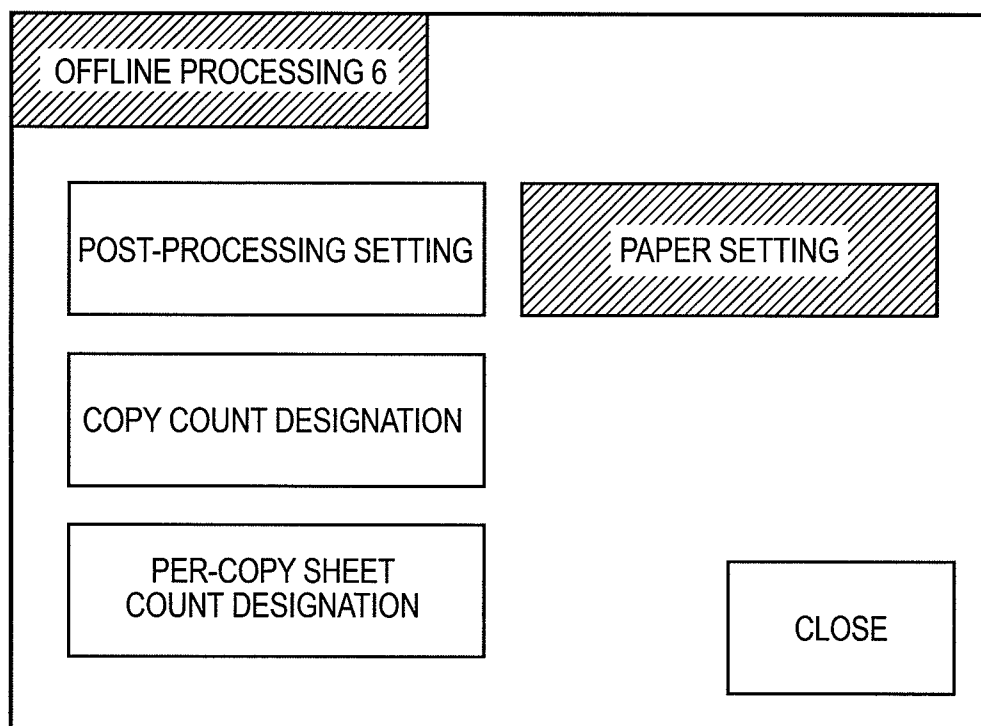 OFFLINE PROCESSING 6
POST-PROCESSING SETTING
PAPER SETTING
COPY COUNT DESIGNATION
PER-COPY SHEET
COUNT DESIGNATION
CLOSE